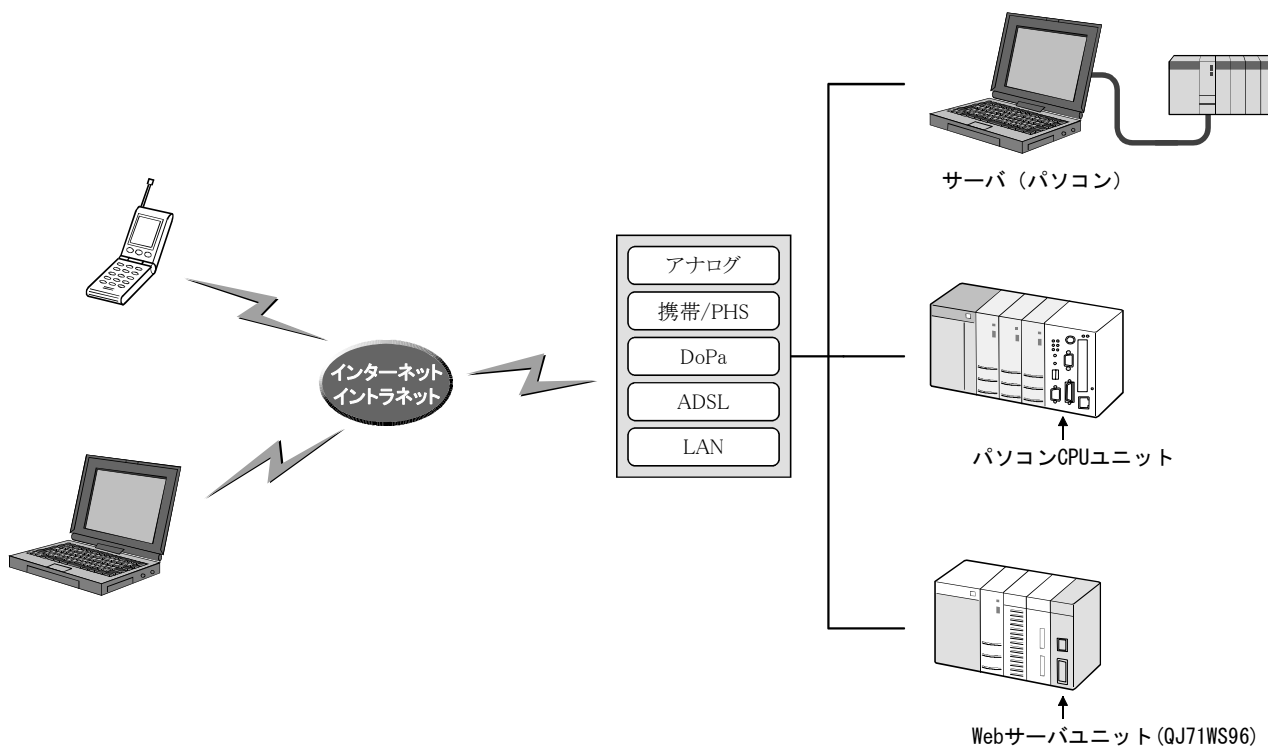 サーバ（パソコン）
アナログ
携帯/PHS
DoPa
ADSL
LAN
インターネット
イントラネット
パソコンCPUユニット
Webサーバユニット(QJ71WS96)